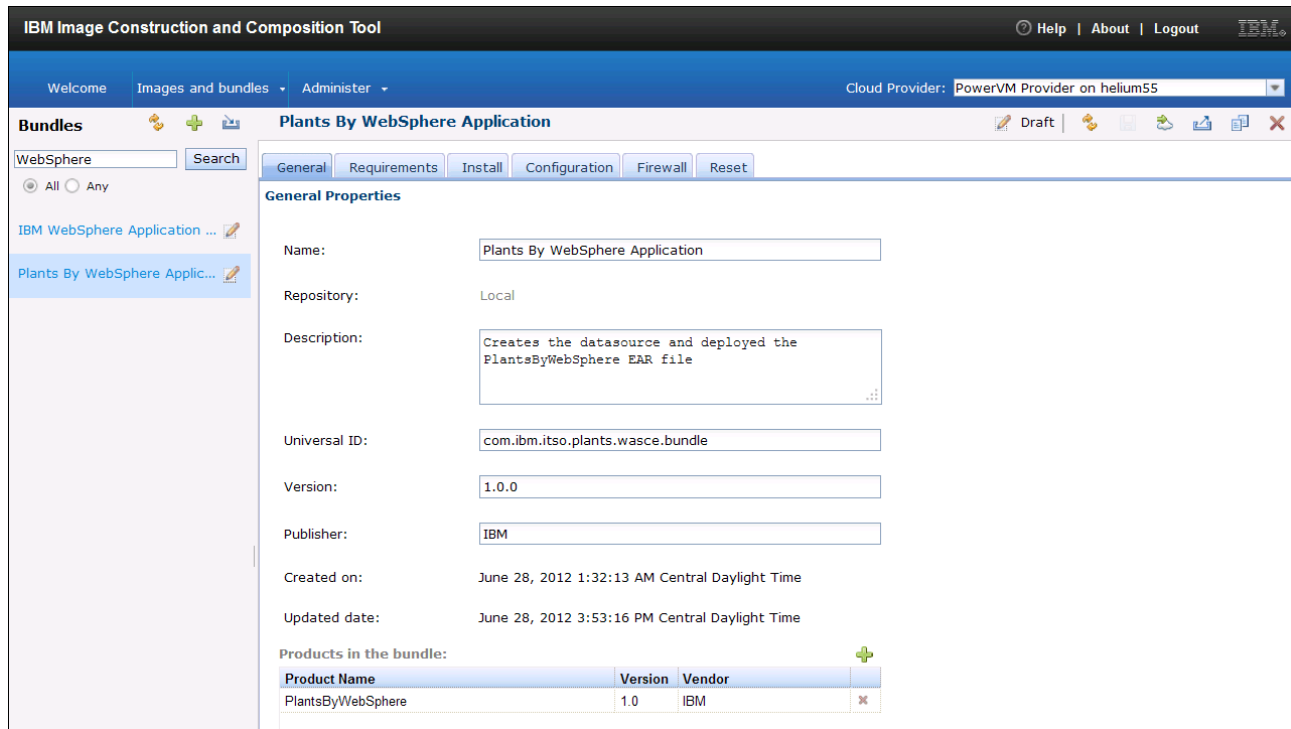 IBM Image Construction and Composition Tool
Help | About | Logout
IBM
Welcome
Images and bundles
Administer
Cloud Provider:
PowerVM Provider on helium55
Bundles
Plants By WebSphere Application
Draft
WebSphere
Search
All
Any
General
Requirements
Install
Configuration
Firewall
Reset
General Properties
IBM WebSphere Application ...
Plants By WebSphere Applic...
Name:
Plants By WebSphere Application
Repository:
Local
Description:
Creates the datasource and deployed the
PlantsByWebSphere EAR file
Universal ID:
com.ibm.itso.plants.wasce.bundle
Version:
1.0.0
Publisher:
IBM
Created on:
June 28, 2012 1:32:13 AM Central Daylight Time
Updated date:
June 28, 2012 3:53:16 PM Central Daylight Time
Products in the bundle:
Product Name Version Vendor
PlantsByWebSphere 1.0 IBM